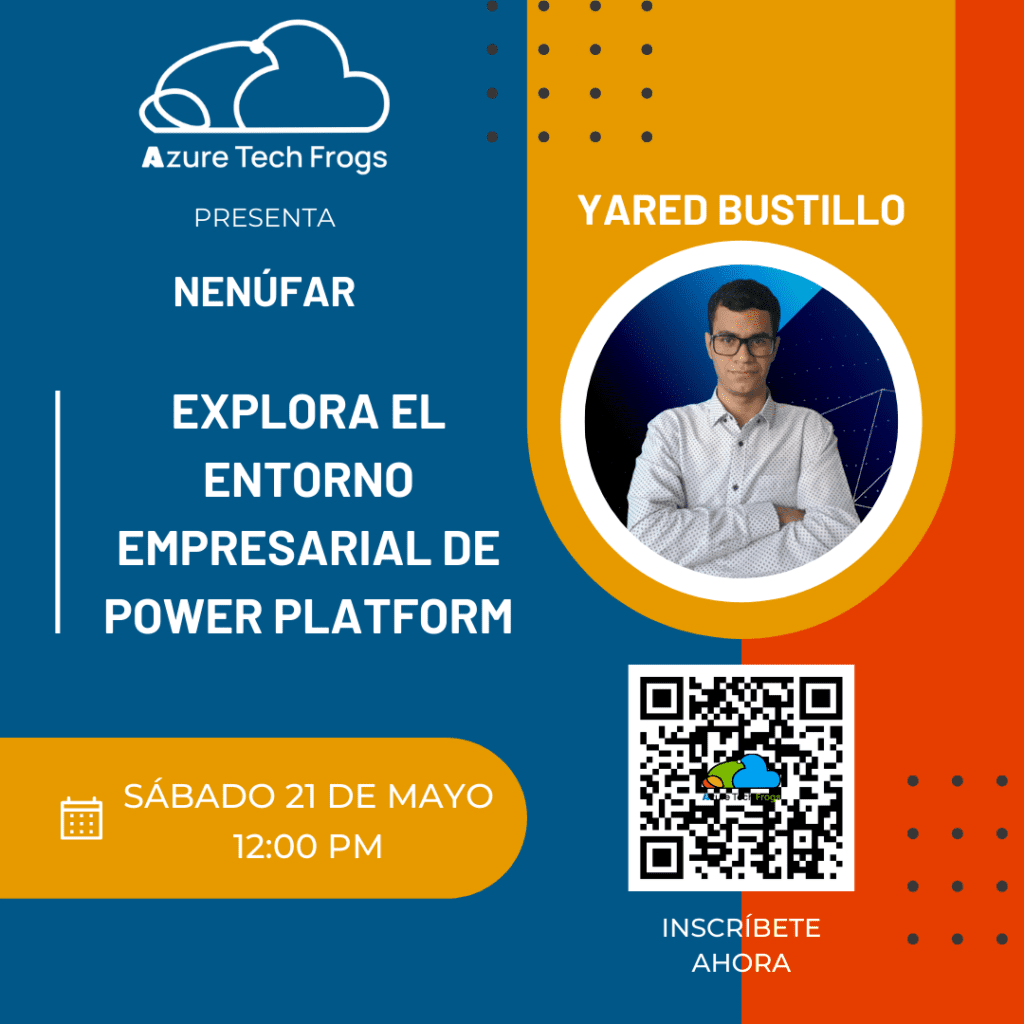 Azure Tech Frogs
PRESENTA
NENÚFAR
EXPLORA EL
ENTORNO
EMPRESARIAL DE
POWER PLATFORM
SÁBADO 21 DE MAYO
12:00 PM
YARED BUSTILLO
Azure Tech Frogs
INSCRÍBETE
AHORA